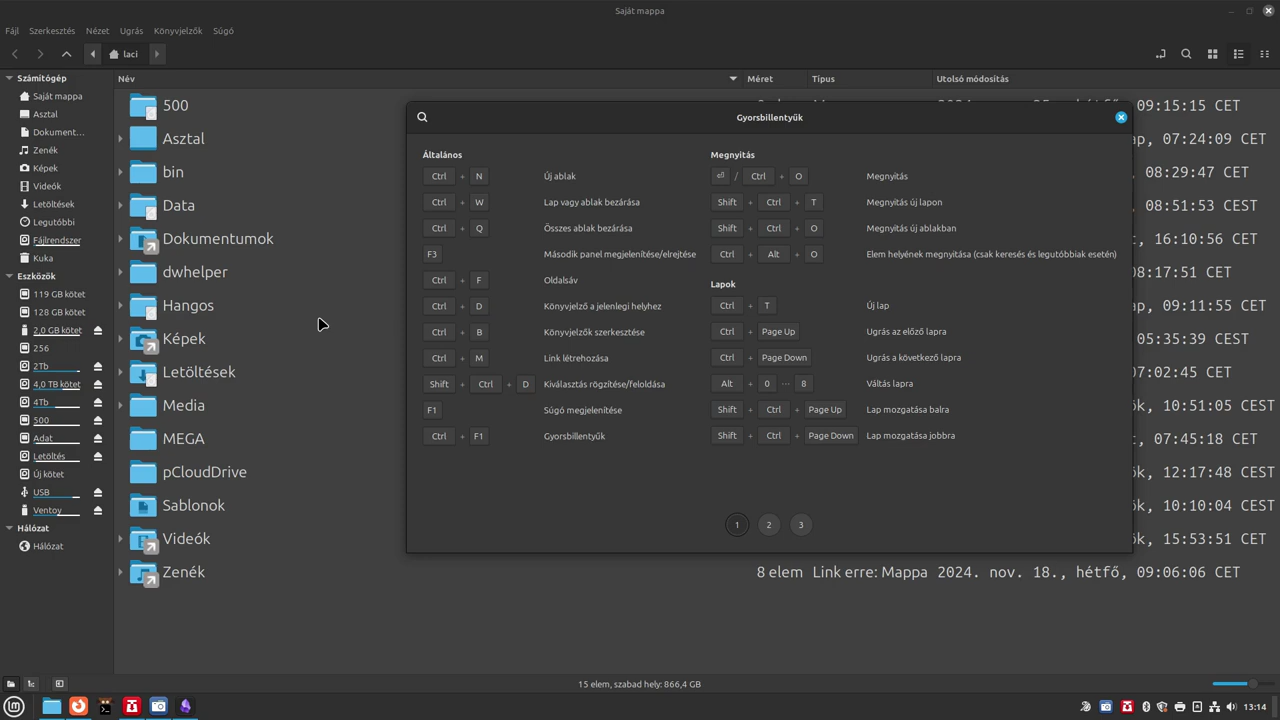 Saját mappa
Fájl Szerkesztés Nézet Ugrás Könyvjelzők Súgó
laci
Számítógép
Saját mappa
Asztal
Dokument...
Zenék
Képek
Videók
Letöltések
Legutóbbi
Fájlrendszer
Kuka
Eszközök
119 GB kötet
128 GB kötet
2,0 GB kötet
256
2Tb
4,0 TB kötet
4Tb
500
Adat
Letöltés
Új kötet
USB
Ventoy
Hálózat
Hálózat
Név Méret Típus Utolsó módosítás
500
09:15:15 CET
Asztal
ap, 07:24:09 CET
bin
08:29:47 CEST
Data
08:51:53 CEST
Dokumentumok
16:10:56 CET
dwhelper
08:17:51 CEST
Hangos
04:54:46 CET
Képek
05:35:39 CET
Letöltések
07:02:45 CET
Media
ök, 10:51:05 CEST
MEGA
07:45:18 CET
pCloudDrive
ök, 12:17:48 CEST
Sablonok
ök, 10:10:04 CEST
Videók
ök, 15:53:51 CET
Zenék 8 elem Link erre: Mappa 2024. nov. 18., hétfő, 09:06:06 CET
Gyorsbillentyűk
Általános
Ctrl + N Új ablak
Ctrl + W Lap vagy ablak bezárása
Ctrl + Q Összes ablak bezárása
F3 Második panel megjelenítése/elrejtése
Ctrl + F Oldalsáv
Ctrl + D Könyvjelző a jelenlegi helyhez
Ctrl + B Könyvjelzők szerkesztése
Ctrl + M Link létrehozása
Shift + Ctrl + D Kiválasztás rögzítése/feloldása
F1 Súgó megjelenítése
Ctrl + F1 Gyorsbillentyűk
Megnyitás
⏎ / Ctrl + O Megnyitás
Shift + Ctrl + T Megnyitás új lapon
Shift + Ctrl + O Megnyitás új ablakban
Ctrl + Alt + O Elem helyének megnyitása (csak keresés és legutóbbiak esetén)
Lapok
Ctrl + T Új lap
Ctrl + Page Up Ugrás az előző lapra
Ctrl + Page Down Ugrás a következő lapra
Alt + 0 ... 8 Váltás lapra
Shift + Ctrl + Page Up Lap mozgatása balra
Shift + Ctrl + Page Down Lap mozgatása jobbra
1 2 3
15 elem, szabad hely: 866,4 GB
13:14